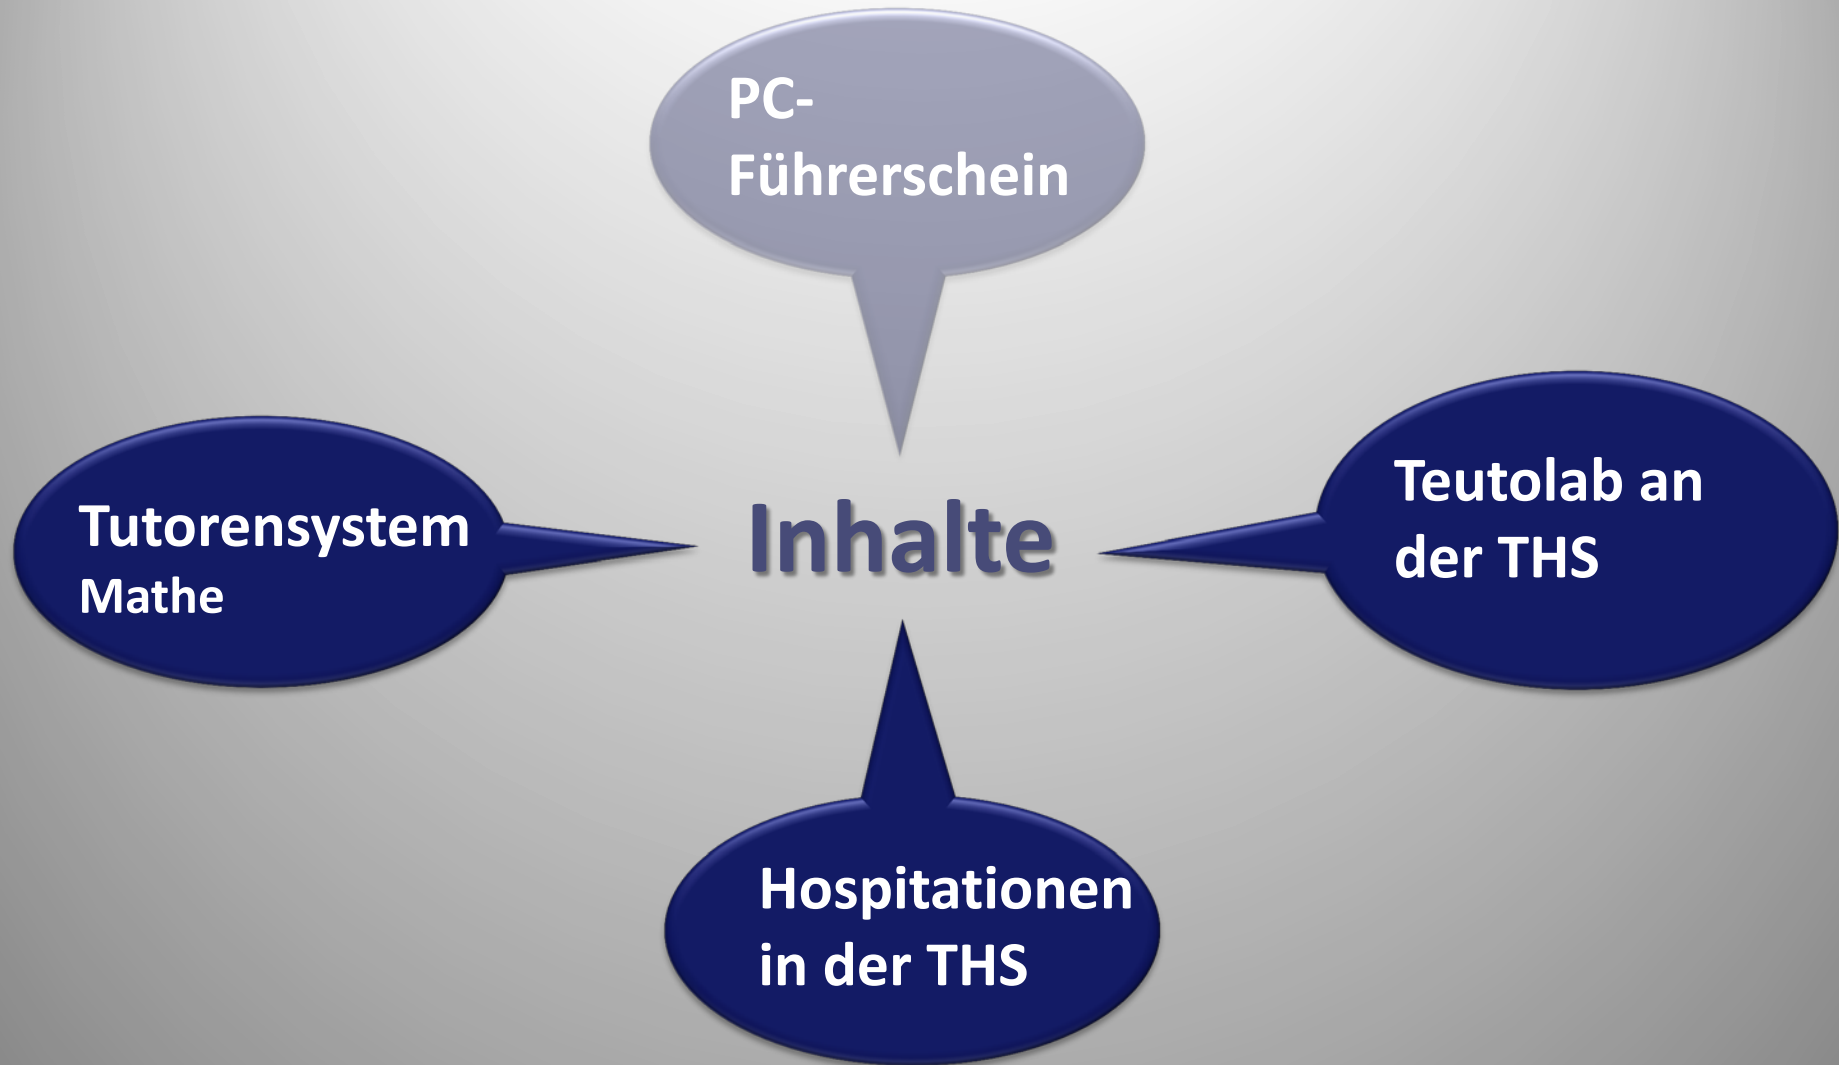 PC-
Führerschein
Tutorensystem
Mathe
Inhalte
Teutolab an
der THS
Hospitationen
in der THS